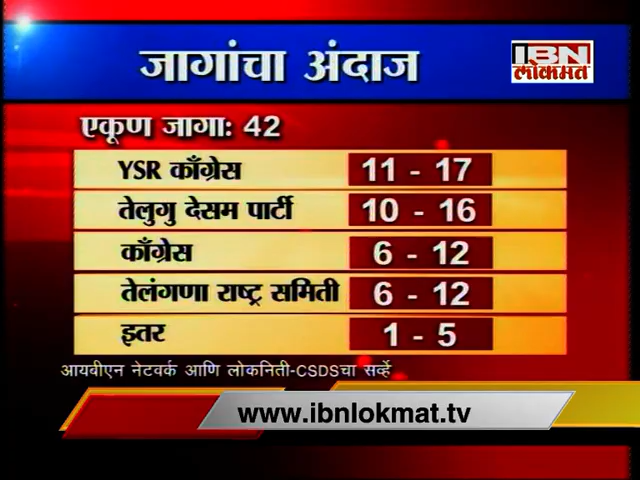 जागांचा अंदाज
IBN
लोकमत
एकूण जागा: 42
YSR काँग्रेस 11 - 17
तेलुगु देसम पार्टी 10 - 16
काँग्रेस 6 - 12
तेलंगणा राष्ट्र समिती 6 - 12
इतर 1 - 5
आयबीएन नेटवर्क आणि लोकनिती-CSDSचा सर्व्हे
www.ibnlokmat.tv